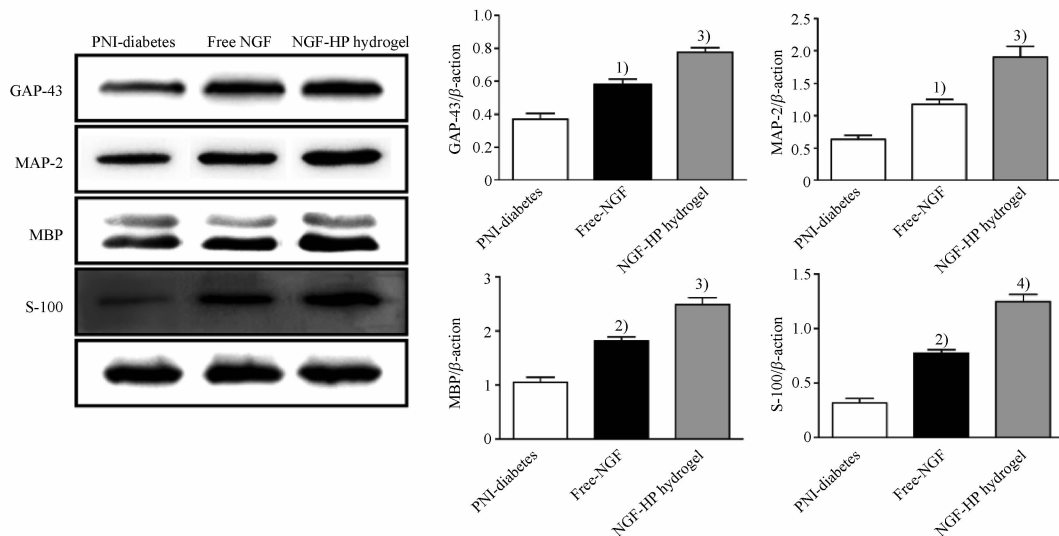 PNI-diabetes Free NGF NGF-HP hydrogel
GAP-43
MAP-2
MBP
S-100
GAP-43/β-action
1.0
0.8
0.6
0.4
0.2
0
1)
3)
PNI-diabetes
Free-NGF
NGF-HP hydrogel
MAP-2/β-action
2.5
2.0
1.5
1.0
0.5
0
1)
3)
PNI-diabetes
Free-NGF
NGF-HP hydrogel
MBP/β-action
3
2
1
0
2)
3)
PNI-diabetes
Free-NGF
NGF-HP hydrogel
S-100/β-action
1.5
1.0
0.5
0
2)
4)
PNI-diabetes
Free-NGF
NGF-HP hydrogel